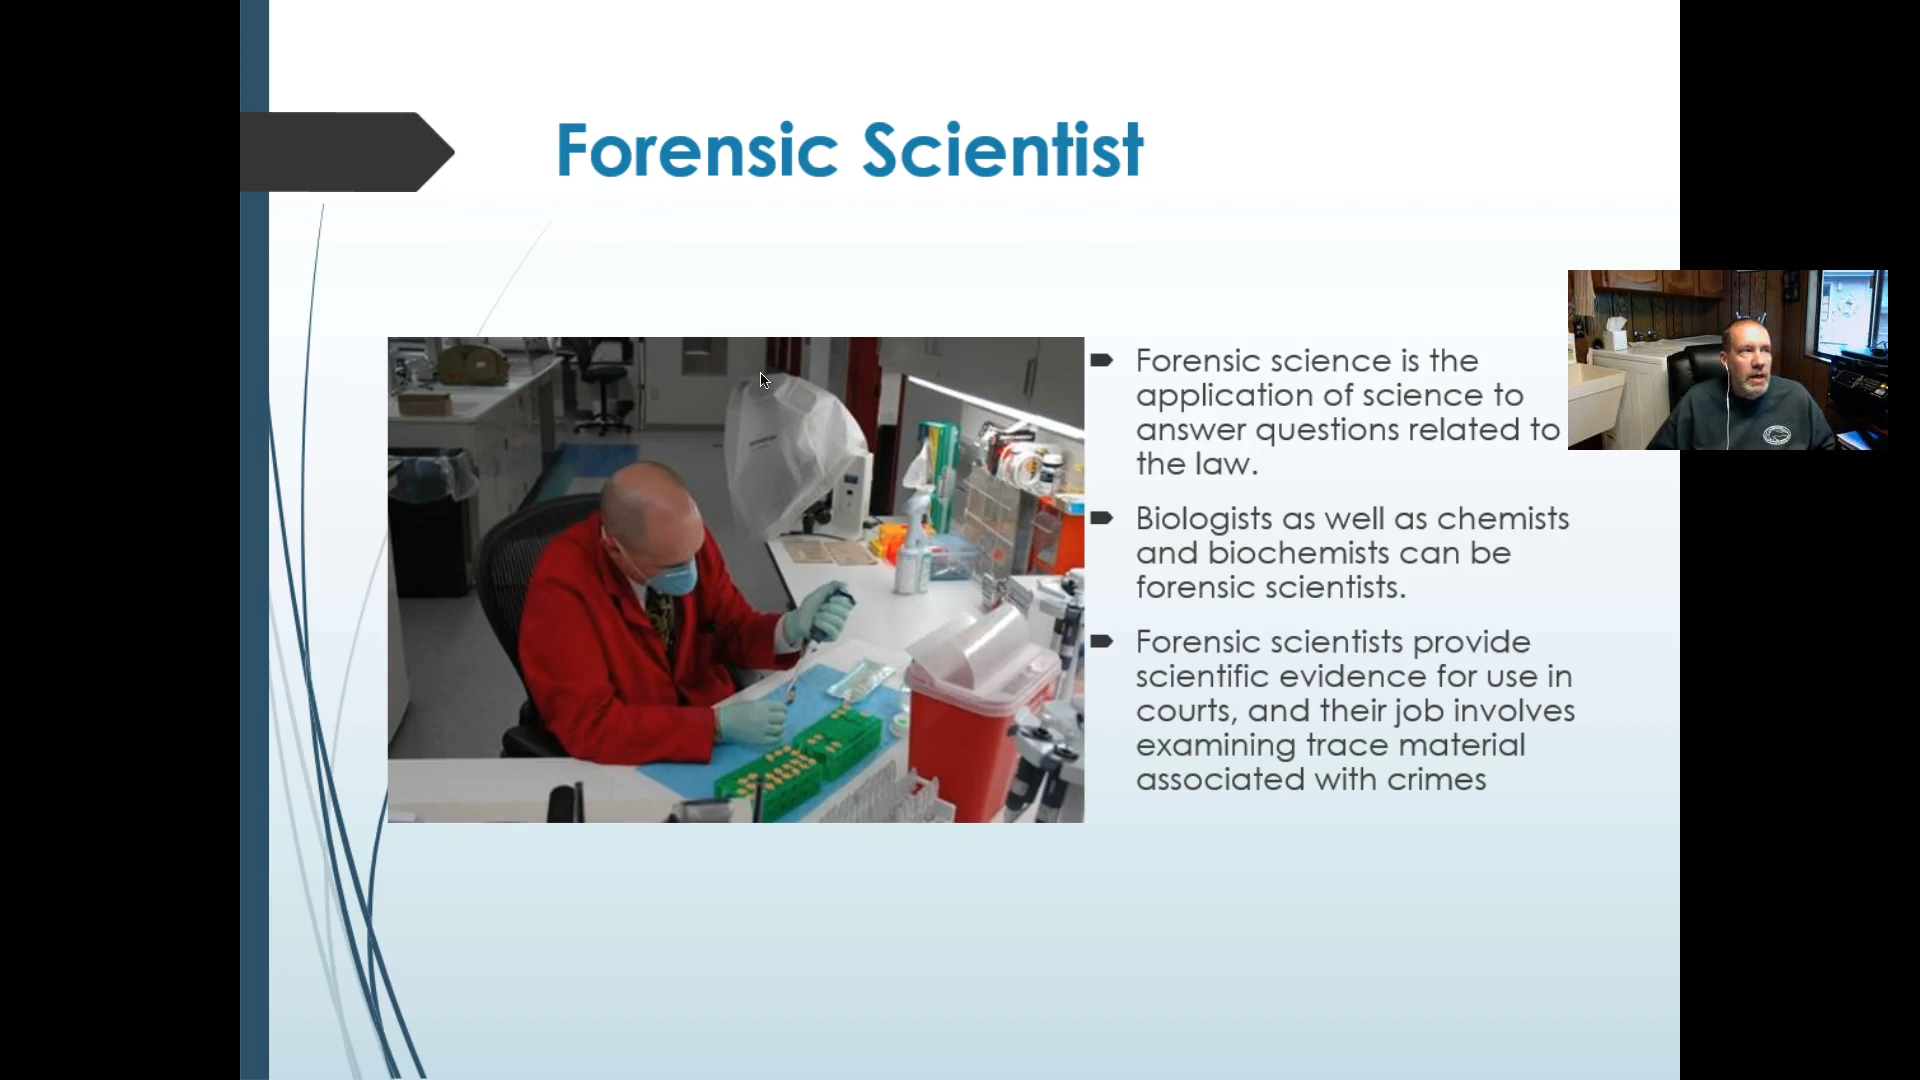 Forensic Scientist
Forensic science is the
application of science to
answer questions related to
the law.
Biologists as well as chemists
and biochemists can be
forensic scientists.
Forensic scientists provide
scientific evidence for use in
courts, and their job involves
examining trace material
associated with crimes